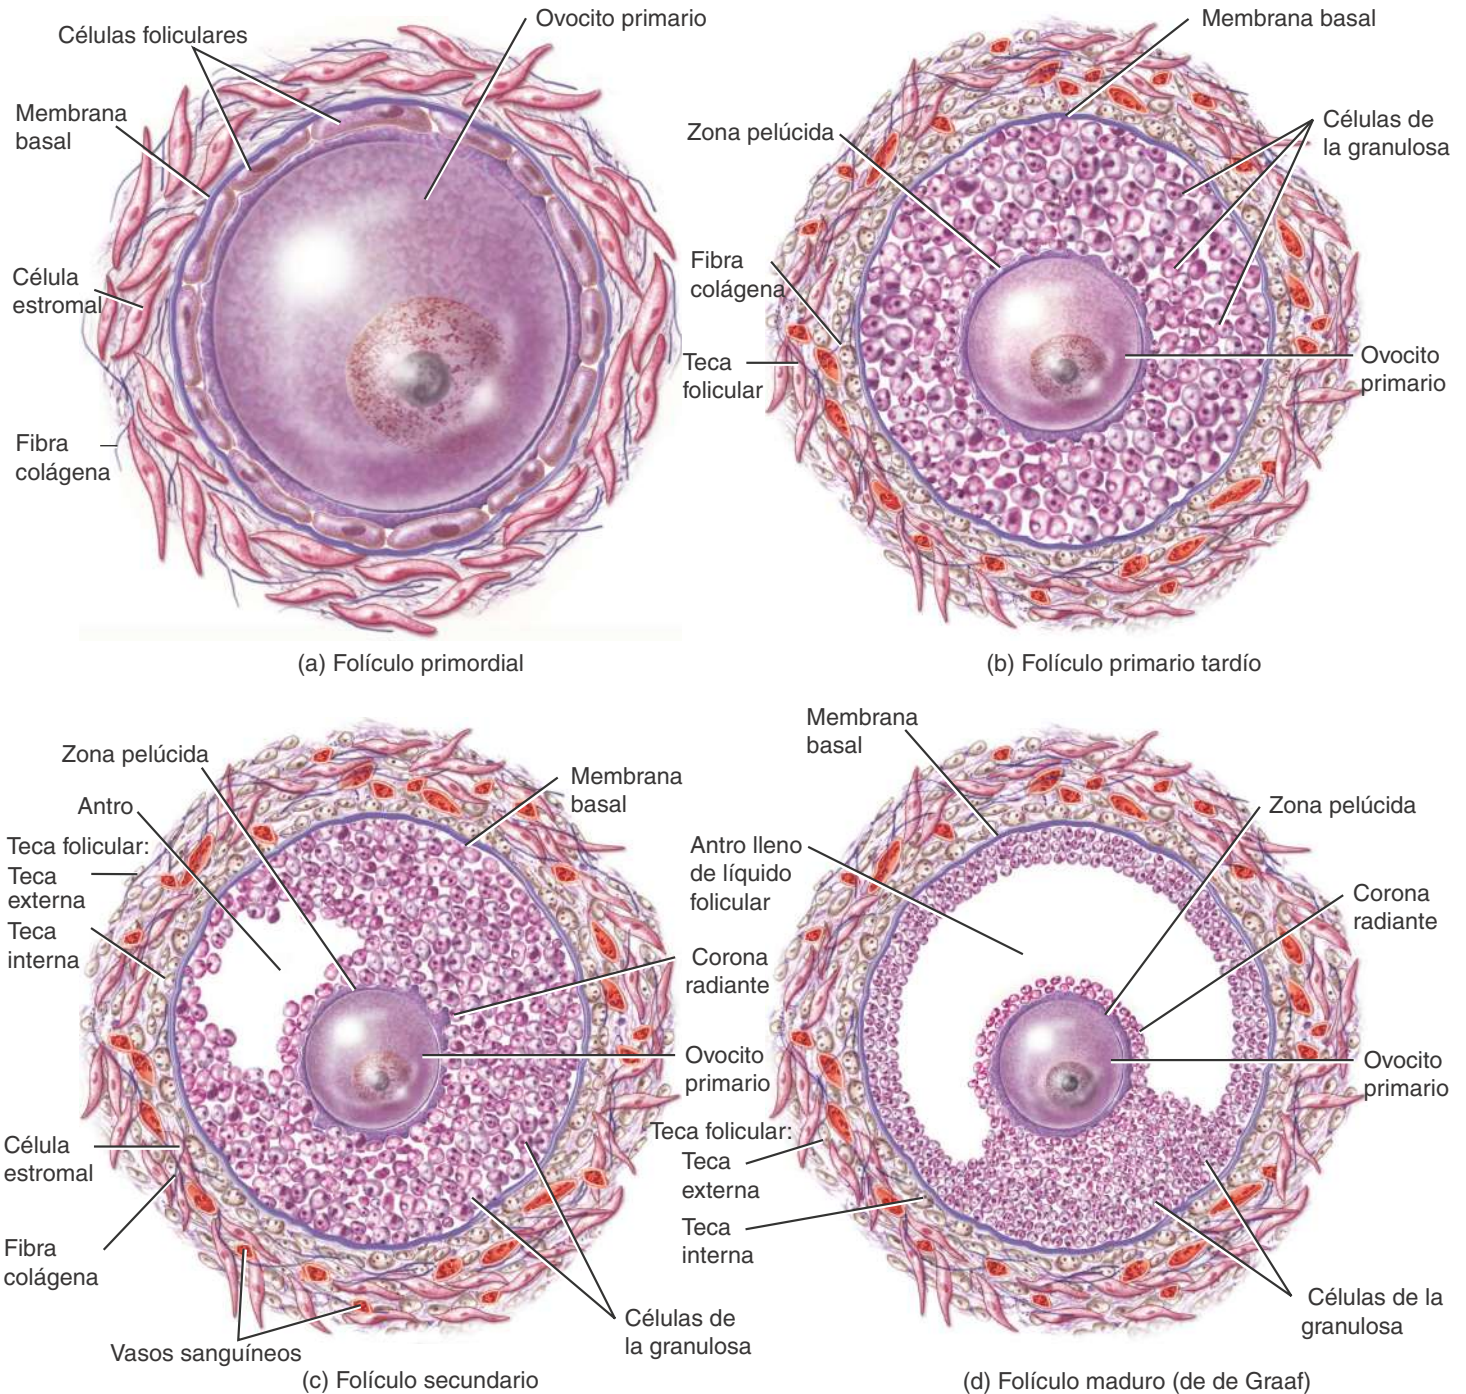 Células foliculares
Ovocito primario
Membrana
basal
Célula
estromal
Fibra
colágena
(a) Folículo primordial
Membrana basal
Zona pelúcida
Células de
la granulosa
Fibra
colágena
Teca
folicular
Ovocito
primario
(b) Folículo primario tardío
Zona pelúcida
Antro
Teca folicular:
Teca
externa
Teca
interna
Membrana
basal
Corona
radiante
Ovocito
primario
Célula
estromal
Fibra
colágena
Vasos sanguíneos
Células de
la granulosa
(c) Folículo secundario
Membrana
basal
Antro lleno
de líquido
folicular
Zona pelúcida
Corona
radiante
Ovocito
primario
Teca folicular:
Teca
externa
Teca
interna
Células de la
granulosa
(d) Folículo maduro (de de Graaf)